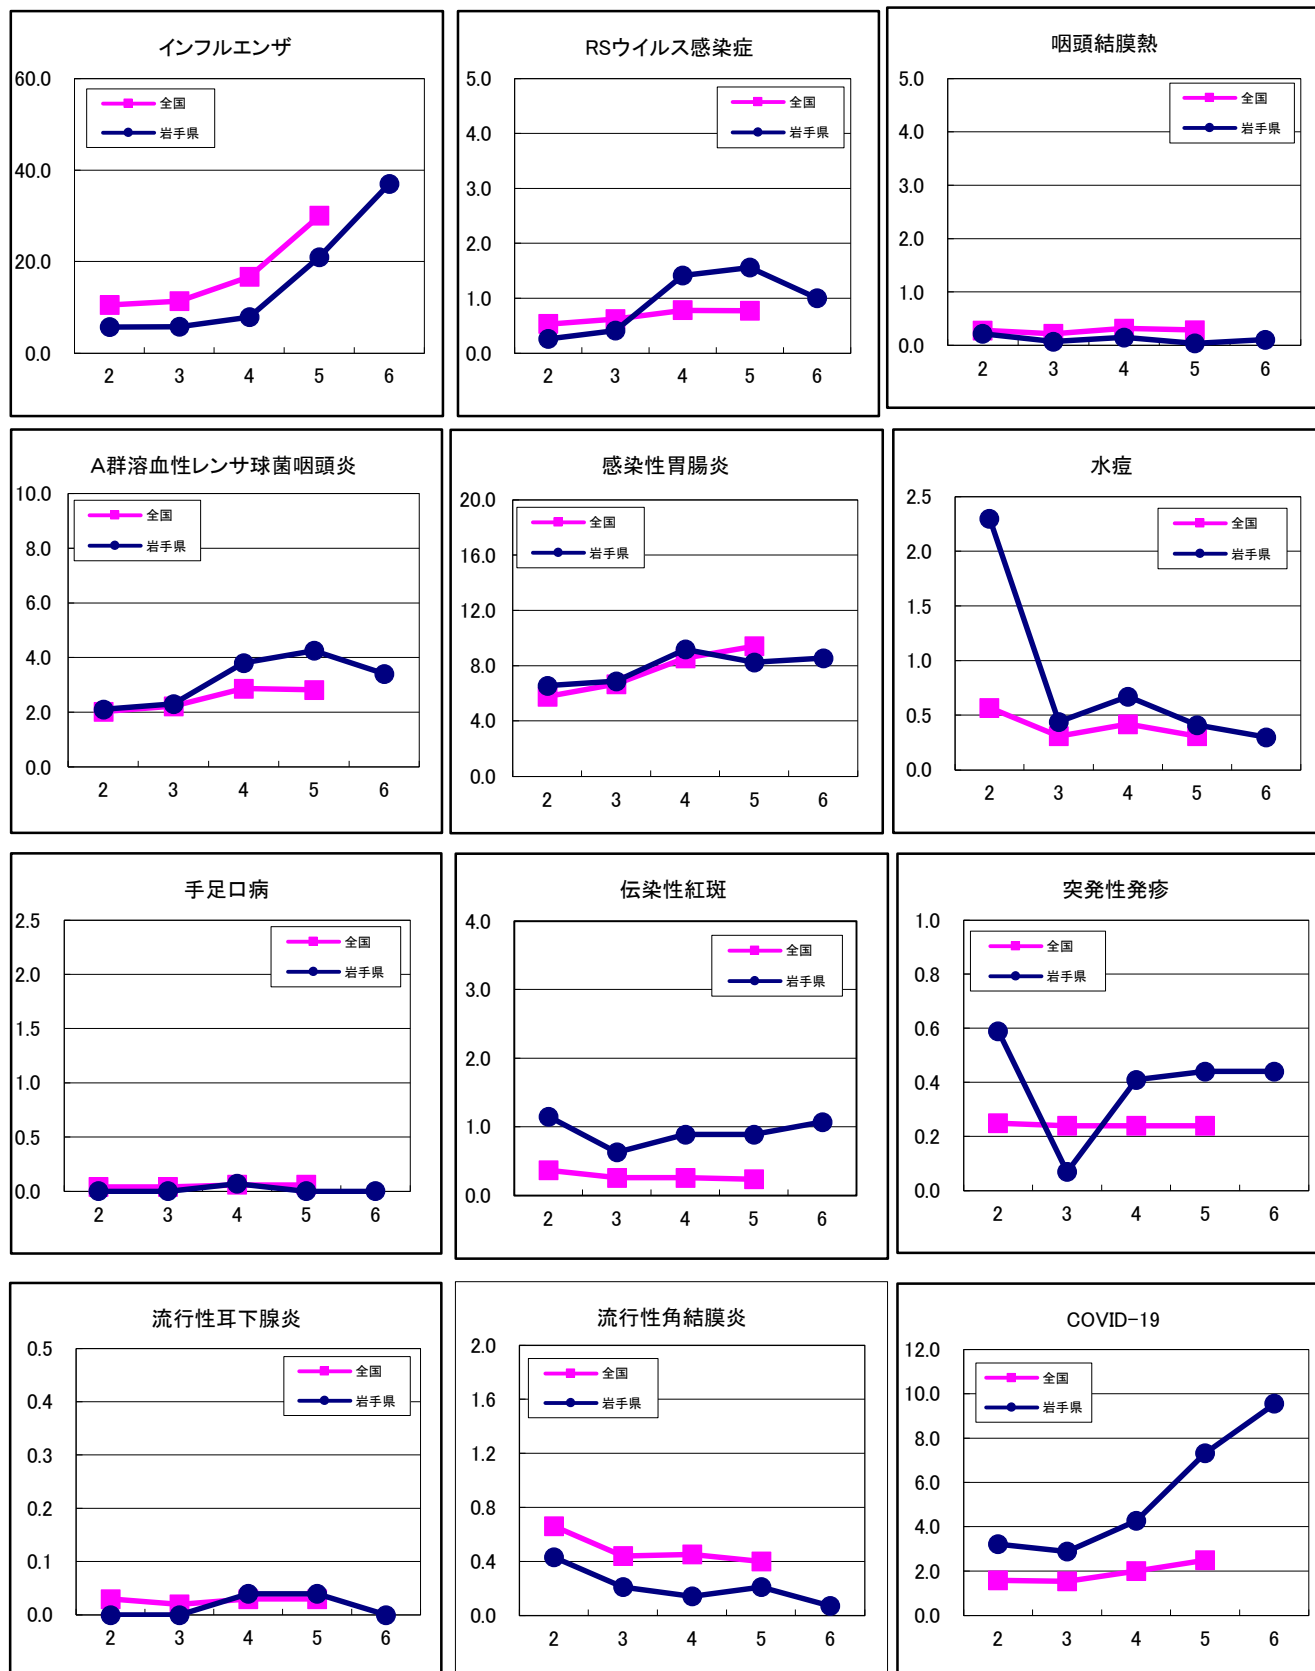 インフルエンザ
60.0
40.0
20.0
0.0
全国
岩手県
2 3 4 5 6
RSウイルス感染症
5.0
4.0
3.0
2.0
1.0
0.0
全国
岩手県
2 3 4 5 6
咽頭結膜熱
5.0
4.0
3.0
2.0
1.0
0.0
全国
岩手県
2 3 4 5 6
A群溶血性レンサ球菌咽頭炎
10.0
8.0
6.0
4.0
2.0
0.0
全国
岩手県
2 3 4 5 6
感染性胃腸炎
20.0
16.0
12.0
8.0
4.0
0.0
全国
岩手県
2 3 4 5 6
水痘
2.5
2.0
1.5
1.0
0.5
0.0
全国
岩手県
2 3 4 5 6
手足口病
2.5
2.0
1.5
1.0
0.5
0.0
全国
岩手県
2 3 4 5 6
伝染性紅斑
4.0
3.0
2.0
1.0
0.0
全国
岩手県
2 3 4 5 6
突発性発疹
1.0
0.8
0.6
0.4
0.2
0.0
全国
岩手県
2 3 4 5 6
流行性耳下腺炎
0.5
0.4
0.3
0.2
0.1
0.0
全国
岩手県
2 3 4 5 6
流行性角結膜炎
2.0
1.6
1.2
0.8
0.4
0.0
全国
岩手県
2 3 4 5 6
COVID-19
12.0
10.0
8.0
6.0
4.0
2.0
0.0
全国
岩手県
2 3 4 5 6